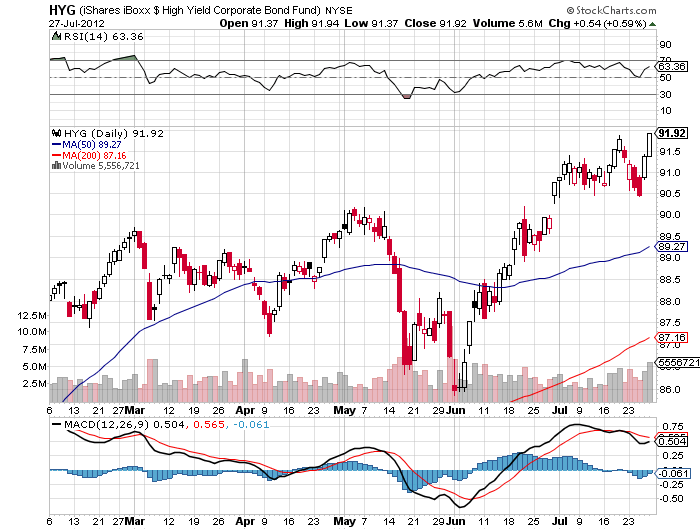 HYG (iShares iBoxx $ High Yield Corporate Bond Fund) NYSE © StockCharts.com
27-Jul-2012 Open 91.37 High 91.94 Low 91.37 Close 91.92 Volume 5.6M Chg +0.54 (+0.59%)
RSI(14) 63.36
90
70
63.36
50
30
10
HYG (Daily) 91.92
MA(50) 89.27
MA(200) 87.16
Volume 5,556,721
91.92
91.5
91.0
90.5
90.0
89.5
89.27
89.0
88.5
88.0
87.5
87.16
87.0
5556721
86.0
12.5M
10.0M
7.5M
5.0M
2.5M
6 13 21 27 Mar 12 19 26 Apr 9 16 23 May 7 14 21 29 Jun 11 18 25 Jul 9 16 23
MACD(12,26,9) 0.504, 0.565, -0.061
0.75
0.504
0.25
-0.061
-0.25
-0.50
6 13 21 27 Mar 12 19 26 Apr 9 16 23 May 7 14 21 29 Jun 11 18 25 Jul 9 16 23